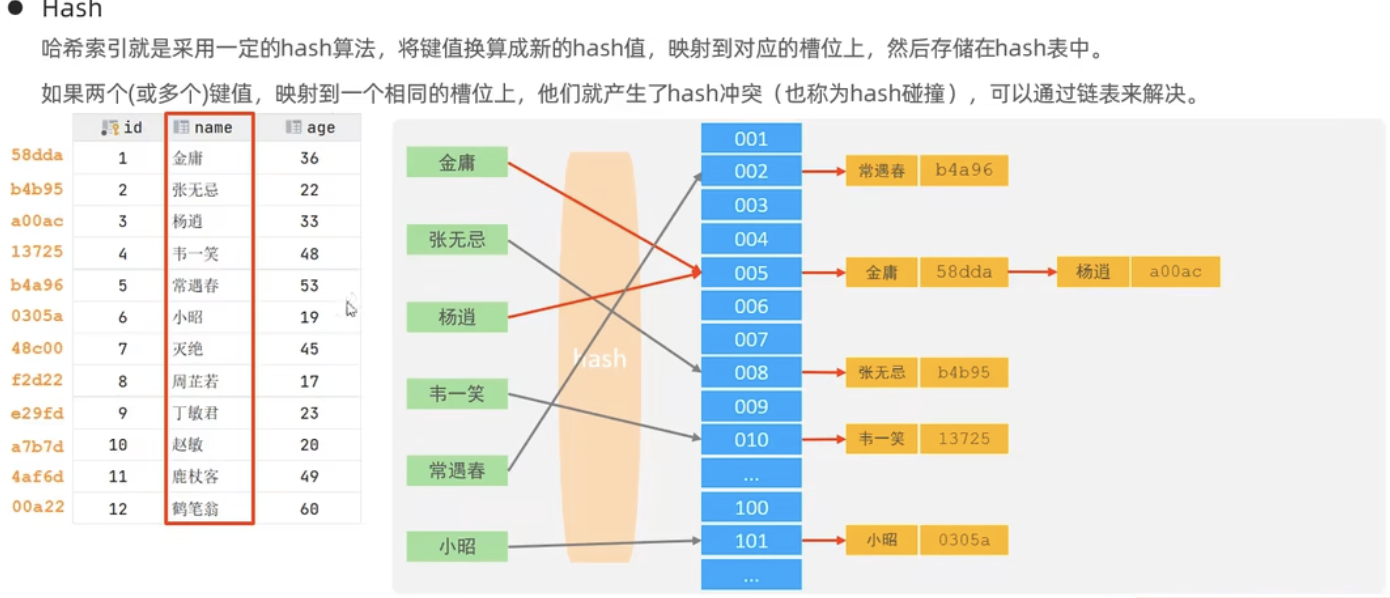 Hash
哈希索引就是采用一定的hash算法，将键值换算成新的hash值，映射到对应的槽位上，然后存储在hash表中。
如果两个(或多个)键值，映射到一个相同的槽位上，他们就产生了hash冲突（也称为hash碰撞），可以通过链表来解决。
id name age
58dda 1 金庸 36
b4b95 2 张无忌 22
a00ac 3 杨逍 33
13725 4 韦一笑 48
b4a96 5 常遇春 53
0305a 6 小昭 19
48c00 7 灭绝 45
f2d22 8 周芷若 17
e29fd 9 丁敏君 23
a7b7d 10 赵敏 20
4af6d 11 鹿杖客 49
00a22 12 鹤笔翁 60
金庸
张无忌
杨逍
韦一笑
常遇春
小昭
hash
001
002 常遇春 b4a96
003
004
005 金庸 58dda 杨逍 a00ac
006
007
008 张无忌 b4b95
009
010 韦一笑 13725
...
100
101 小昭 0305a
...